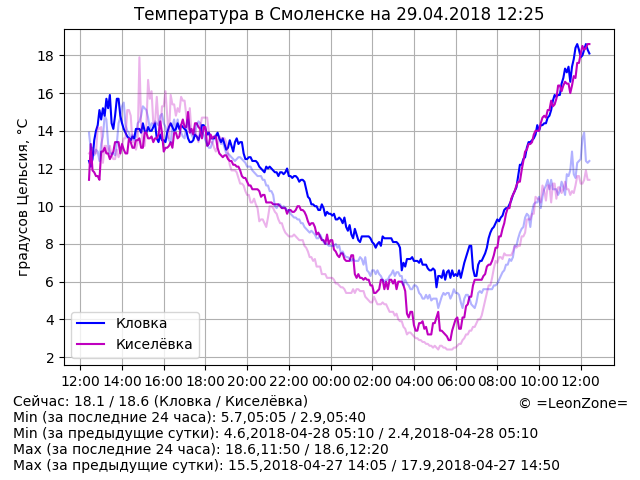 Температура в Смоленске на 29.04.2018 12:25
18
16
14
12
10
8
6
4
2
градусов Цельсия, °C
Кловка
Киселёвка
12:00 14:00 16:00 18:00 20:00 22:00 00:00 02:00 04:00 06:00 08:00 10:00 12:00
Сейчас: 18.1 / 18.6 (Кловка / Киселёвка)
© =LeonZone=
Min (за последние 24 часа): 5.7,05:05 / 2.9,05:40
Min (за предыдущие сутки): 4.6,2018-04-28 05:10 / 2.4,2018-04-28 05:10
Max (за последние 24 часа): 18.6,11:50 / 18.6,12:20
Max (за предыдущие сутки): 15.5,2018-04-27 14:05 / 17.9,2018-04-27 14:50